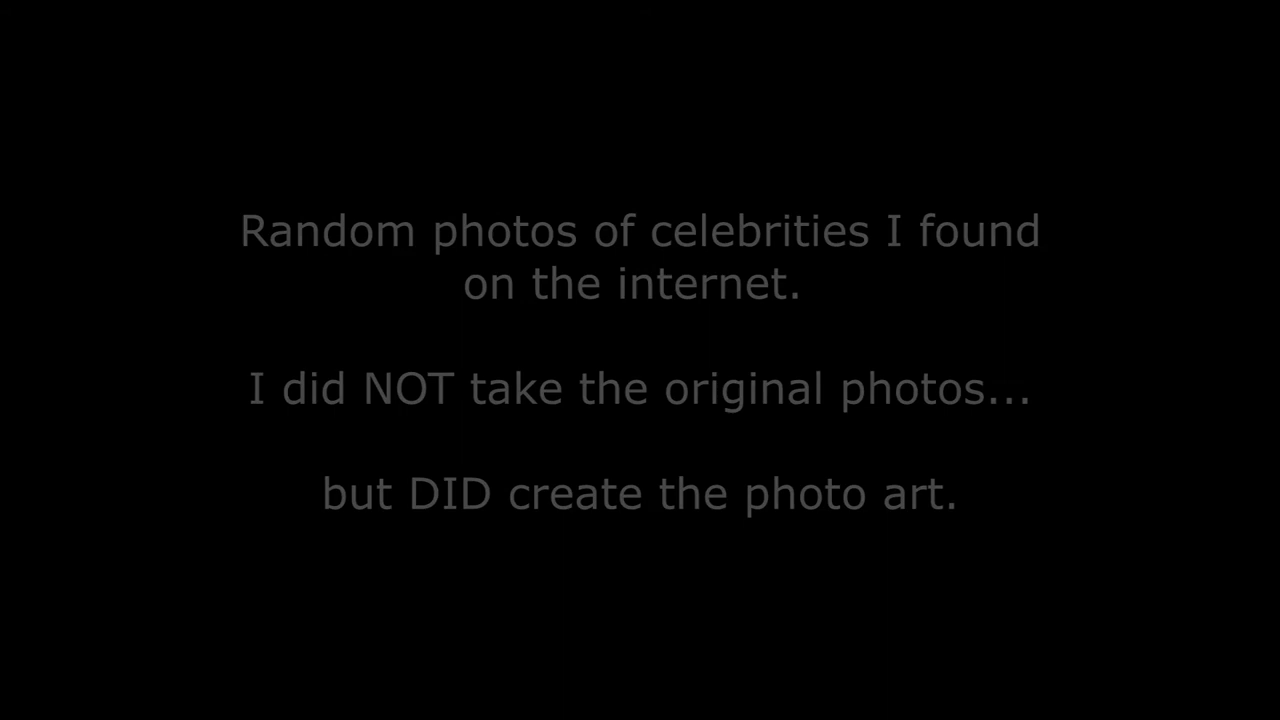 Random photos of celebrities I found
on the internet.
I did NOT take the original photos...
but DID create the photo art.